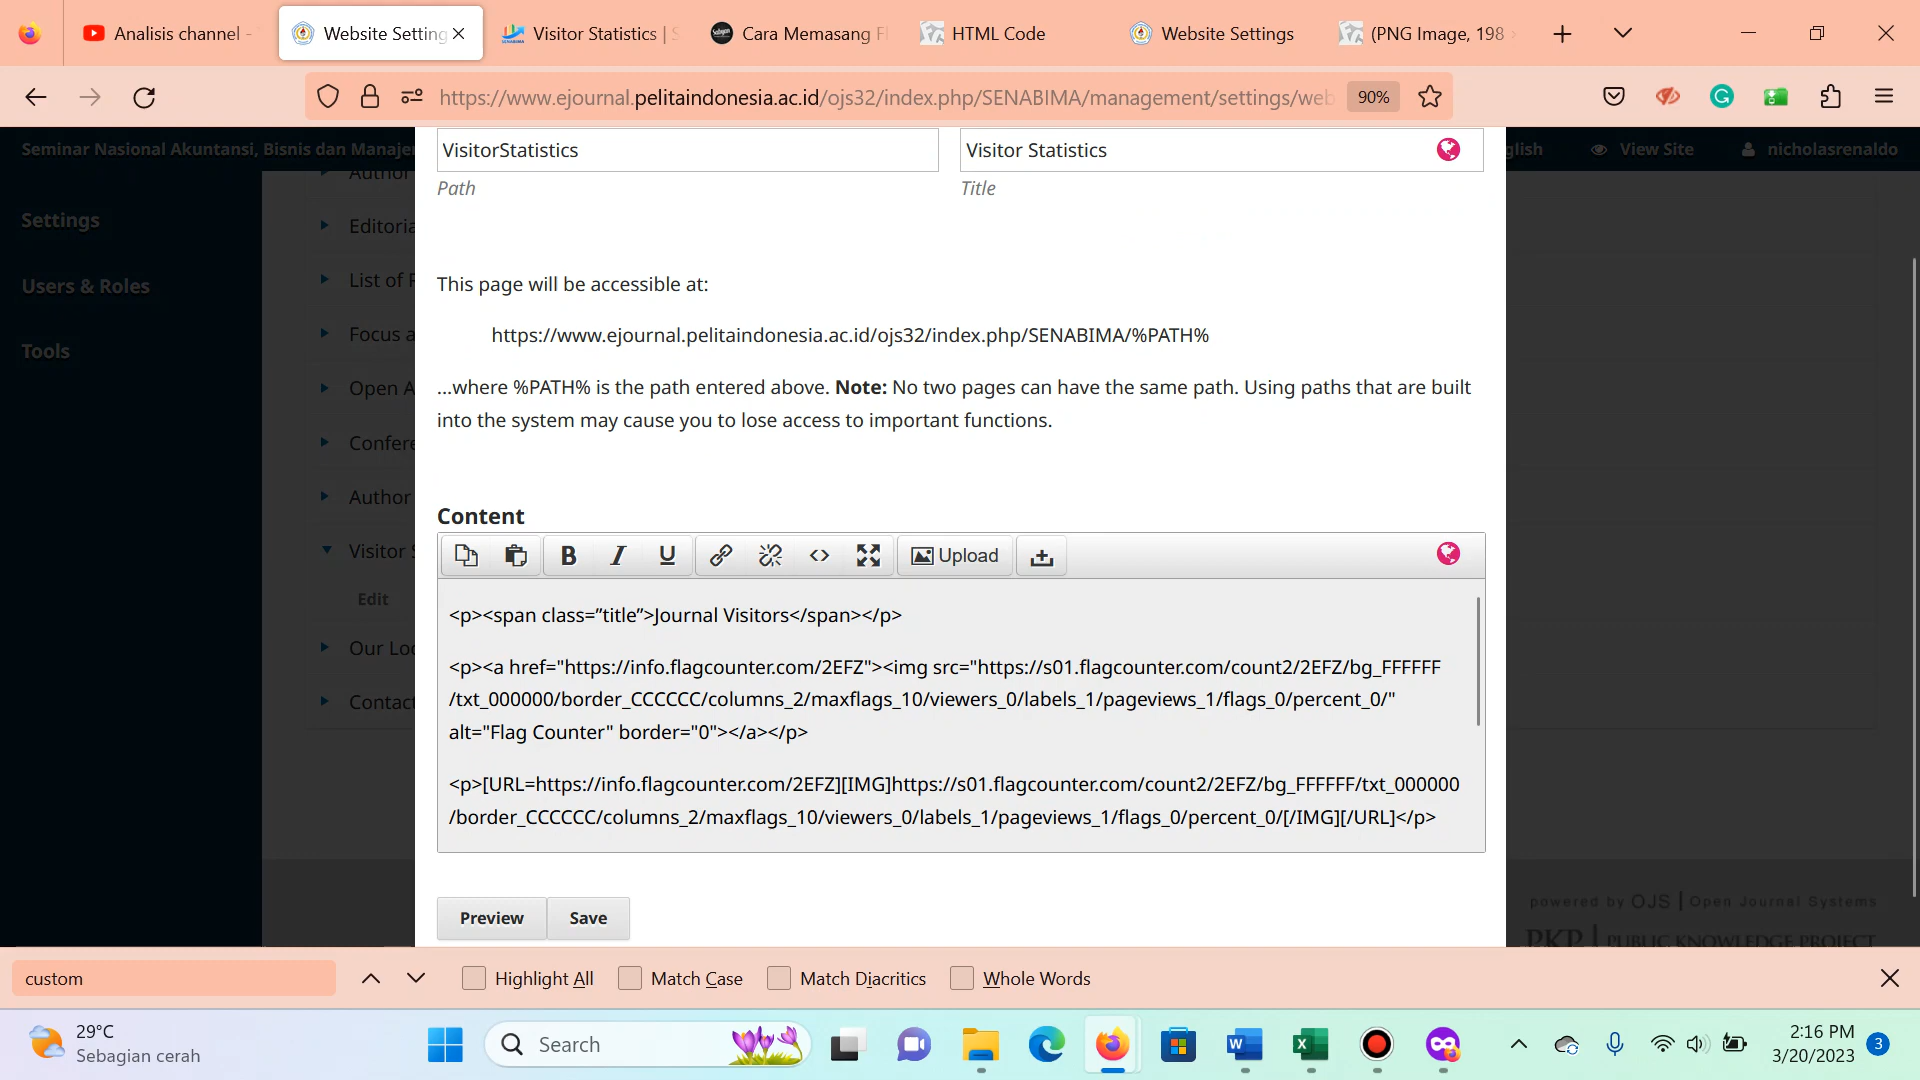 Analisis channel -
Website Setting
Visitor Statistics | S
Cara Memasang Fl
HTML Code
Website Settings
(PNG Image, 198
https://www.ejournal.pelitaindonesia.ac.id/ojs32/index.php/SENABIMA/management/settings/web
90%
Seminar Nasional Akuntansi, Bisnis dan Manajer
glish
View Site
nicholasrenaldo
VisitorStatistics
Visitor Statistics
Path
Title
Settings
Users & Roles
Tools
Author
Editoria
List of R
Focus a
Open A
Confere
Author
Visitor S
Edit
Our Loc
Contact
This page will be accessible at:
https://www.ejournal.pelitaindonesia.ac.id/ojs32/index.php/SENABIMA/%PATH%
...where %PATH% is the path entered above. Note: No two pages can have the same path. Using paths that are built
into the system may cause you to lose access to important functions.
Content
B I U <> Upload
<p><span class=”title”>Journal Visitors</span></p>
<p><a href="https://info.flagcounter.com/2EFZ"><img src="https://s01.flagcounter.com/count2/2EFZ/bg_FFFFFF
/txt_000000/border_CCCCCC/columns_2/maxflags_10/viewers_0/labels_1/pageviews_1/flags_0/percent_0/"
alt="Flag Counter" border="0"></a></p>
<p>[URL=https://info.flagcounter.com/2EFZ][IMG]https://s01.flagcounter.com/count2/2EFZ/bg_FFFFFF/txt_000000
/border_CCCCCC/columns_2/maxflags_10/viewers_0/labels_1/pageviews_1/flags_0/percent_0/[/IMG][/URL]</p>
Preview
Save
powered by OJS | Open Journal Systems
PKP | PUBLIC KNOWLEDGE PROJECT
custom
Highlight All
Match Case
Match Diacritics
Whole Words
29°C
Sebagian cerah
Search
2:16 PM
3/20/2023
3